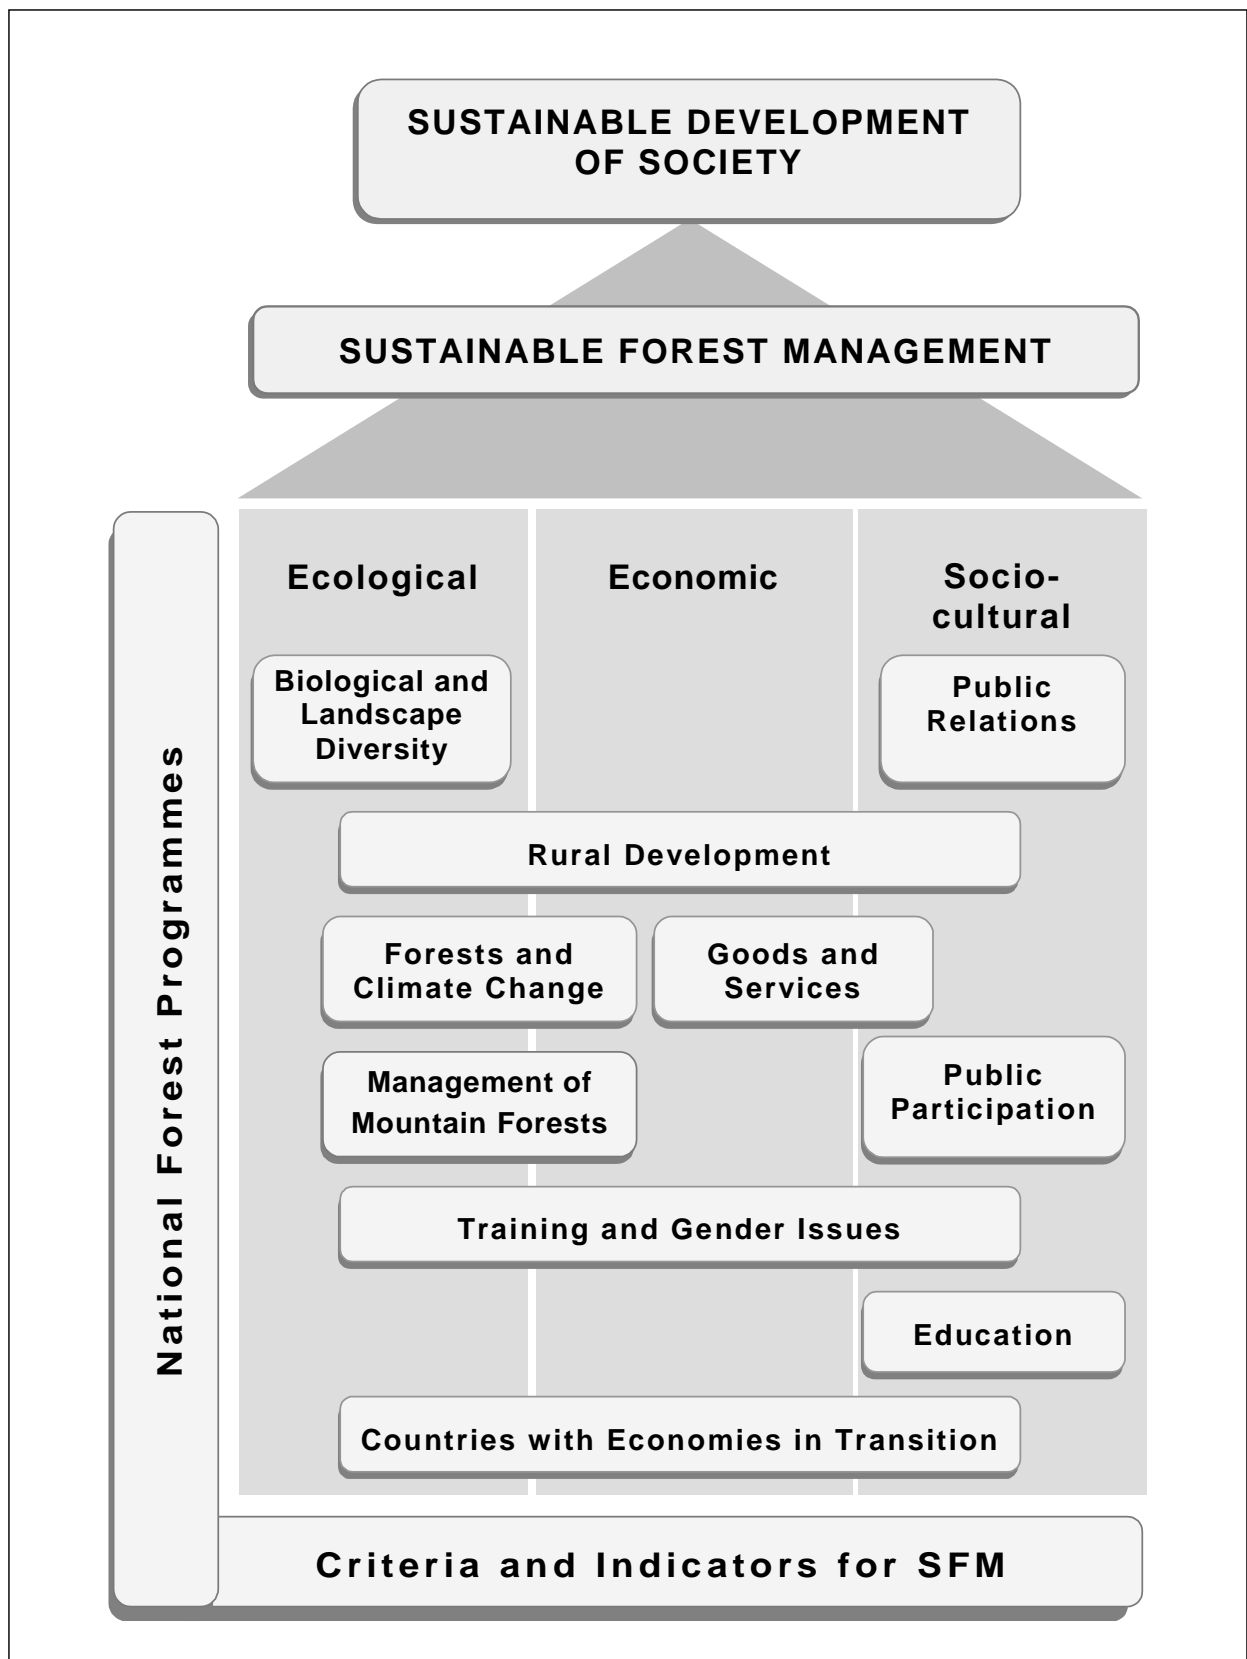 SUSTAINABLE DEVELOPMENT
OF SOCIETY
SUSTAINABLE FOREST MANAGEMENT
National Forest Programmes
Ecological
Economic
Socio-
cultural
Biological and
Landscape
Diversity
Public
Relations
Rural Development
Forests and
Climate Change
Goods and
Services
Management of
Mountain Forests
Public
Participation
Training and Gender Issues
Education
Countries with Economies in Transition
Criteria and Indicators for SFM